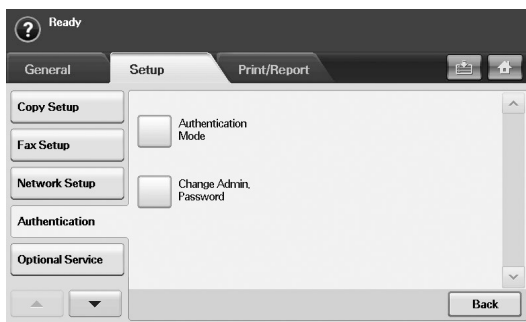 ? Ready
General Setup Print/Report
Copy Setup
Fax Setup
Network Setup
Authentication
Optional Service
Authentication
Mode
Change Admin,
Password
Back